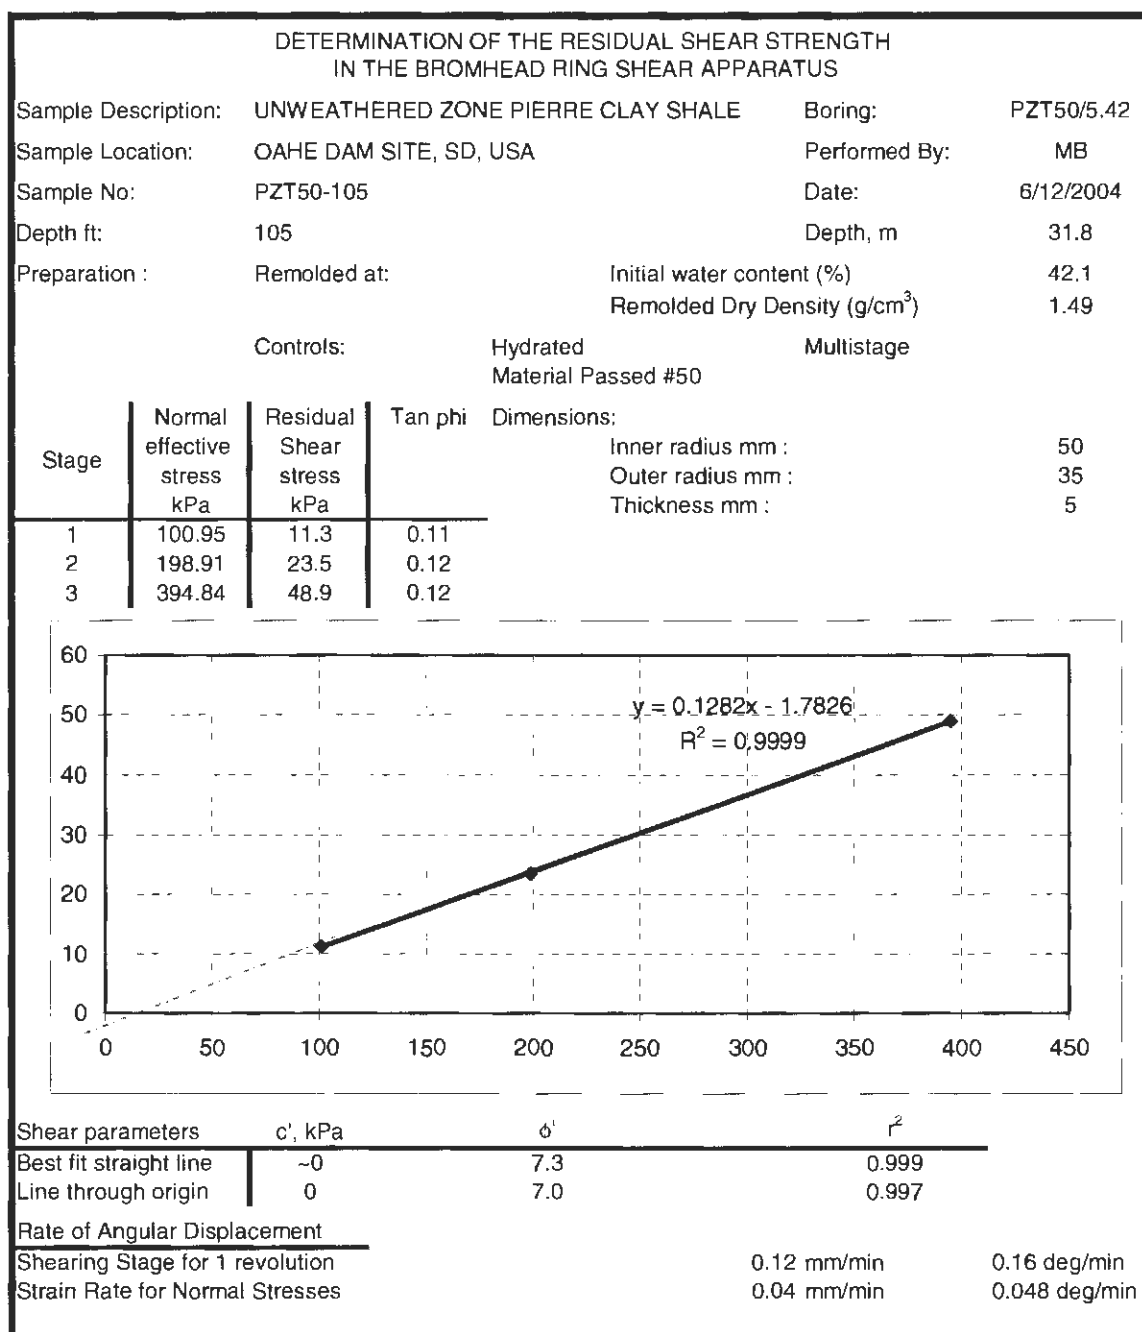 DETERMINATION OF THE RESIDUAL SHEAR STRENGTH
IN THE BROMHEAD RING SHEAR APPARATUS
Sample Description: UNWEATHERED ZONE PIERRE CLAY SHALE Boring: PZT50/5.42
Sample Location: OAHE DAM SITE, SD, USA Performed By: MB
Sample No: PZT50-105 Date: 6/12/2004
Depth ft: 105 Depth, m 31.8
Preparation : Remolded at: Initial water content (%) 42.1
Remolded Dry Density (g/cm³) 1.49
Controls: Hydrated Multistage
Material Passed #50
Stage Normal effective stress kPa Residual Shear stress kPa Tan phi
1 100.95 11.3 0.11
2 198.91 23.5 0.12
3 394.84 48.9 0.12
Dimensions:
Inner radius mm : 50
Outer radius mm : 35
Thickness mm : 5
60
50
40
30
20
10
0
y = 0.1282x - 1.7826
R² = 0.9999
0 50 100 150 200 250 300 350 400 450
Shear parameters c', kPa ϕ' r²
Best fit straight line ~0 7.3 0.999
Line through origin 0 7.0 0.997
Rate of Angular Displacement
Shearing Stage for 1 revolution 0.12 mm/min 0.16 deg/min
Strain Rate for Normal Stresses 0.04 mm/min 0.048 deg/min